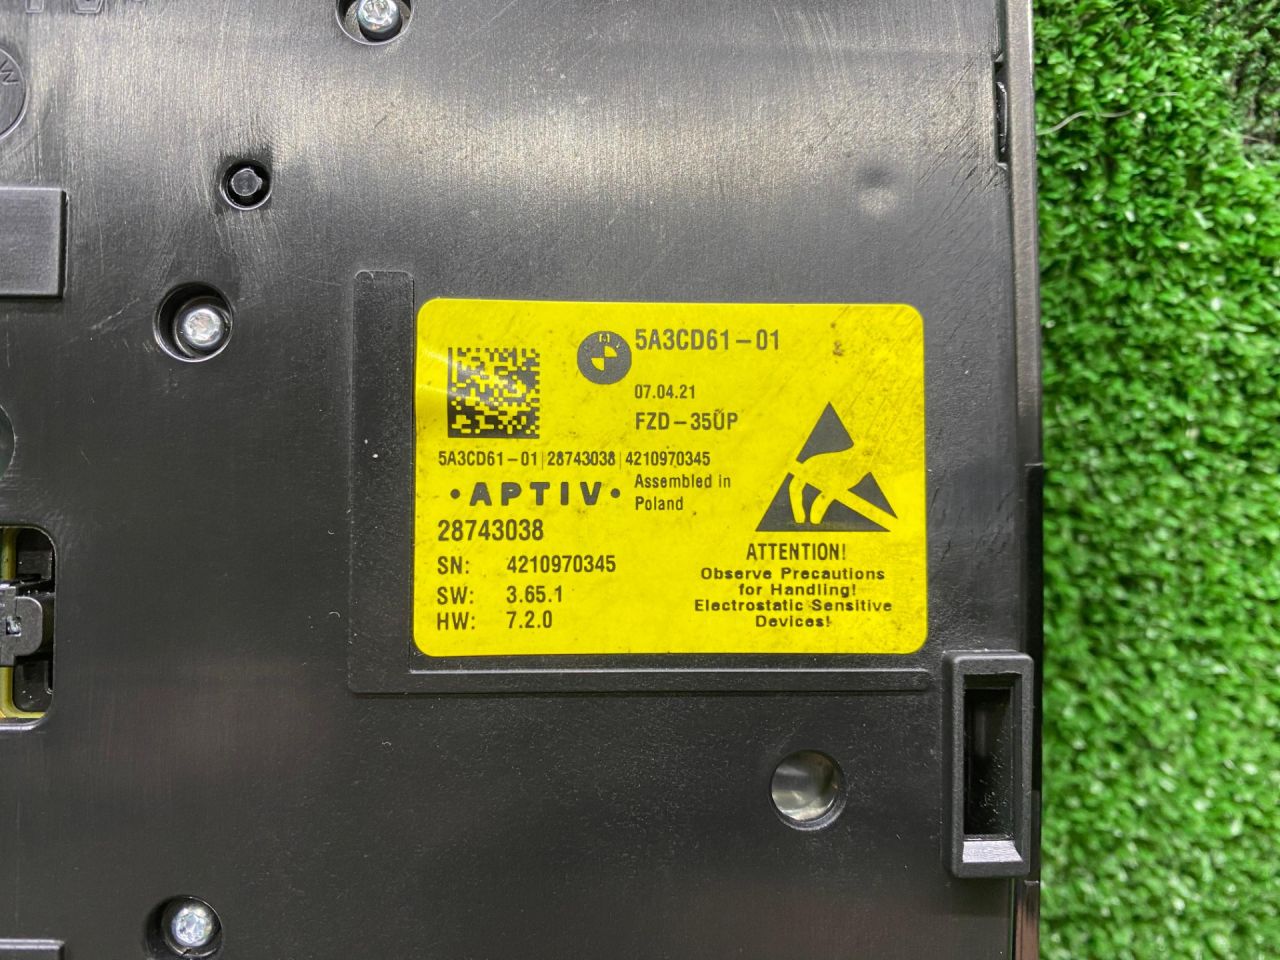 5A3CD61-01
07.04.21
FZD-35ÜP
5A3CD61-01|28743038|4210970345
•APTIV•
Assembled in
Poland
28743038
SN: 4210970345
SW: 3.65.1
HW: 7.2.0
ATTENTION!
Observe Precautions
for Handling!
Electrostatic Sensitive
Devices!